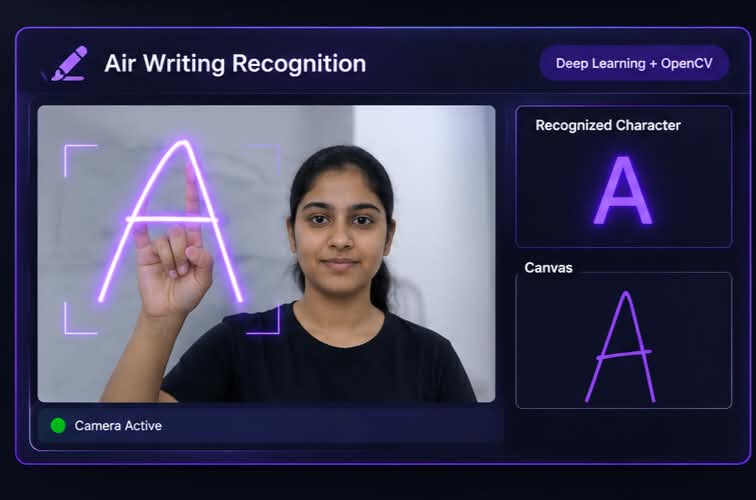 Air Writing Recognition
Deep Learning + OpenCV
A
Recognized Character
A
Canvas
A
Camera Active